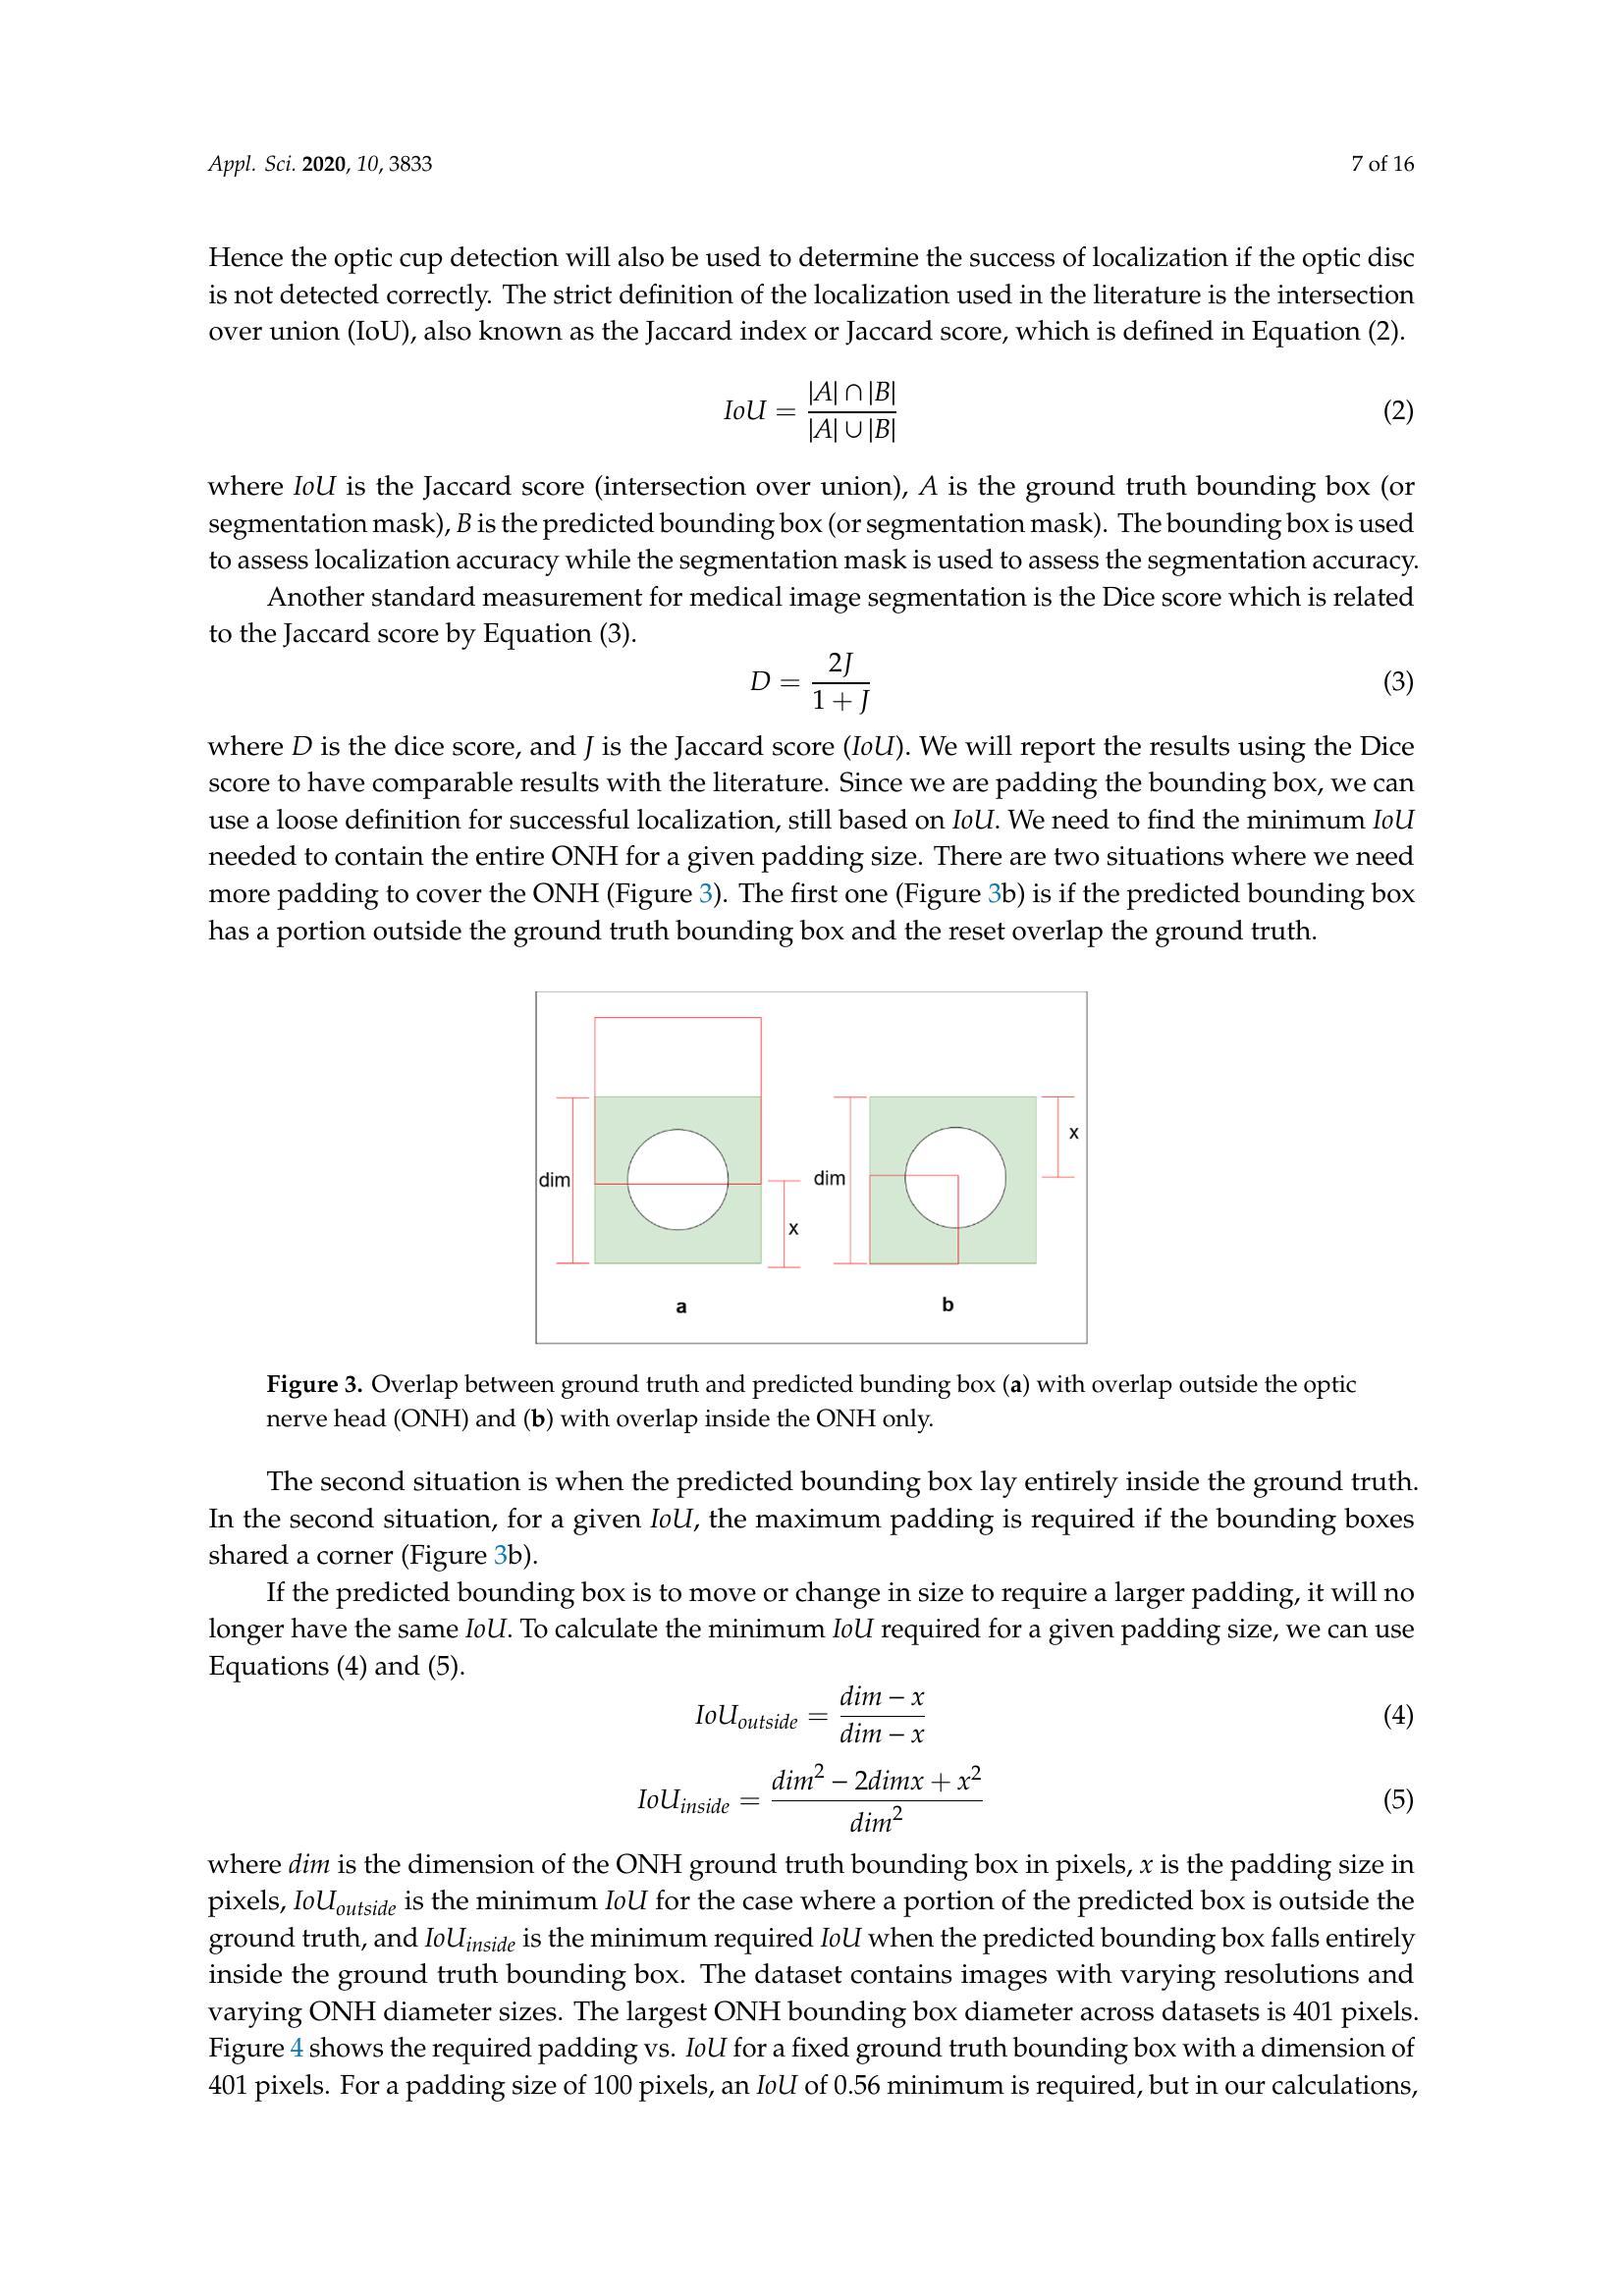 Appl. Sci. 2020, 10, 3833
7 of 16
Hence the optic cup detection will also be used to determine the success of localization if the optic disc
is not detected correctly. The strict definition of the localization used in the literature is the intersection
over union (IoU), also known as the Jaccard index or Jaccard score, which is defined in Equation (2).
IoU = |A| ∩ |B| / |A| ∪ |B| (2)
where IoU is the Jaccard score (intersection over union), A is the ground truth bounding box (or
segmentation mask), B is the predicted bounding box (or segmentation mask). The bounding box is used
to assess localization accuracy while the segmentation mask is used to assess the segmentation accuracy.
Another standard measurement for medical image segmentation is the Dice score which is related
to the Jaccard score by Equation (3).
D = 2J / 1 + J (3)
where D is the dice score, and J is the Jaccard score (IoU). We will report the results using the Dice
score to have comparable results with the literature. Since we are padding the bounding box, we can
use a loose definition for successful localization, still based on IoU. We need to find the minimum IoU
needed to contain the entire ONH for a given padding size. There are two situations where we need
more padding to cover the ONH (Figure 3). The first one (Figure 3b) is if the predicted bounding box
has a portion outside the ground truth bounding box and the reset overlap the ground truth.
dim
x
a
dim
x
b
Figure 3. Overlap between ground truth and predicted bunding box (a) with overlap outside the optic
nerve head (ONH) and (b) with overlap inside the ONH only.
The second situation is when the predicted bounding box lay entirely inside the ground truth.
In the second situation, for a given IoU, the maximum padding is required if the bounding boxes
shared a corner (Figure 3b).
If the predicted bounding box is to move or change in size to require a larger padding, it will no
longer have the same IoU. To calculate the minimum IoU required for a given padding size, we can use
Equations (4) and (5).
IoU_outside = dim − x / dim − x (4)
IoU_inside = dim² − 2dimx + x² / dim² (5)
where dim is the dimension of the ONH ground truth bounding box in pixels, x is the padding size in
pixels, IoU_outside is the minimum IoU for the case where a portion of the predicted box is outside the
ground truth, and IoU_inside is the minimum required IoU when the predicted bounding box falls entirely
inside the ground truth bounding box. The dataset contains images with varying resolutions and
varying ONH diameter sizes. The largest ONH bounding box diameter across datasets is 401 pixels.
Figure 4 shows the required padding vs. IoU for a fixed ground truth bounding box with a dimension of
401 pixels. For a padding size of 100 pixels, an IoU of 0.56 minimum is required, but in our calculations,